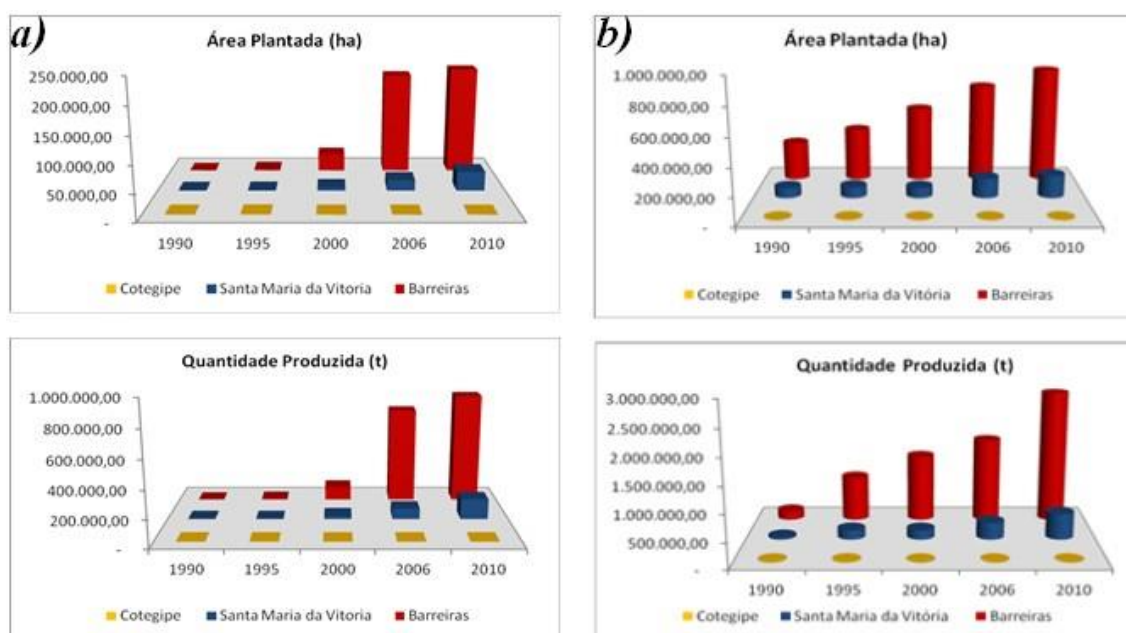 a)
Área Plantada (ha)
250.000,00
200.000,00
150.000,00
100.000,00
50.000,00
-
1990 1995 2000 2006 2010
Cotegipe Santa Maria da Vitoria Barreiras
b)
Área Plantada (ha)
1.000.000,00
800.000,00
600.000,00
400.000,00
200.000,00
-
1990 1995 2000 2006 2010
Cotegipe Santa Maria da Vitória Barreiras
Quantidade Produzida (t)
1.000.000,00
800.000,00
600.000,00
400.000,00
200.000,00
-
1990 1995 2000 2006 2010
Cotegipe Santa Maria da Vitoria Barreiras
Quantidade Produzida (t)
3.000.000,00
2.500.000,00
2.000.000,00
1.500.000,00
1.000.000,00
500.000,00
-
1990 1995 2000 2006 2010
Cotegipe Santa Maria da Vitória Barreiras